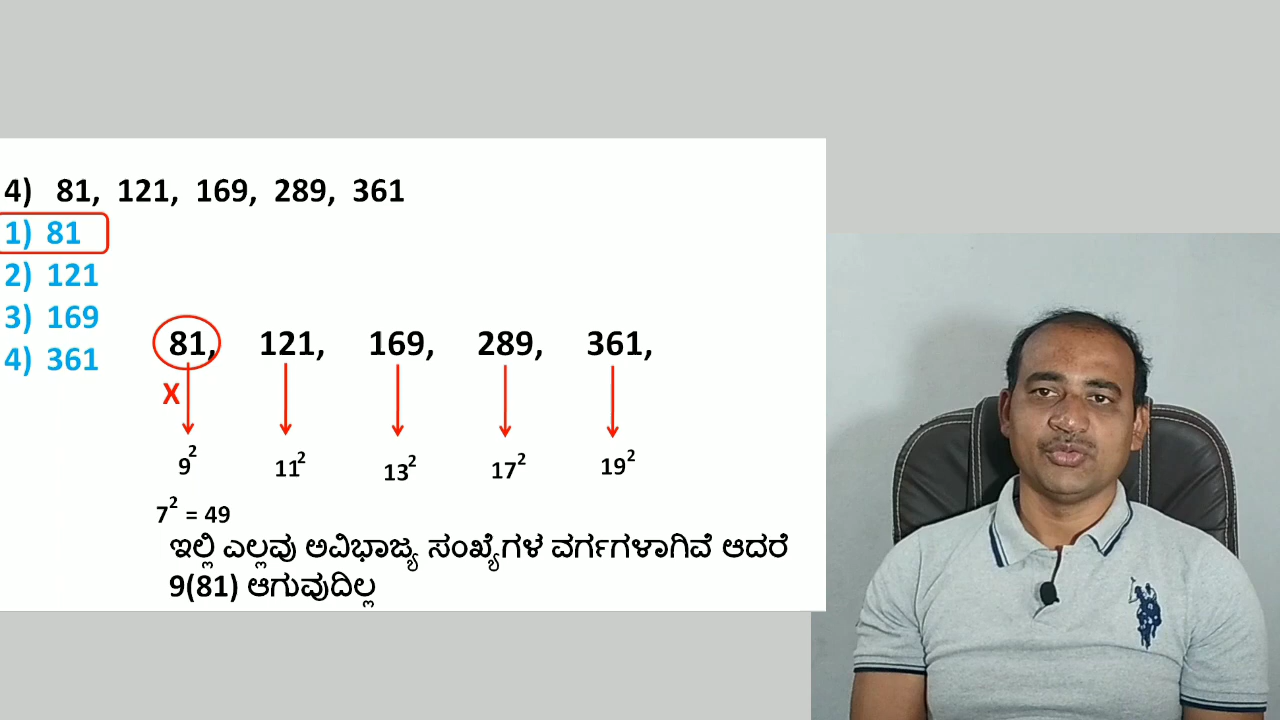 4) 81, 121, 169, 289, 361
1) 81
2) 121
3) 169
4) 361
81, 121, 169, 289, 361,
X
9² 11² 13² 17² 19²
7² = 49
ಇಲ್ಲಿ ಎಲ್ಲವು ಅವಿಭಾಜ್ಯ ಸಂಖ್ಯೆಗಳ ವರ್ಗಗಳಾಗಿವೆ ಆದರೆ
9(81) ಆಗುವುದಿಲ್ಲ